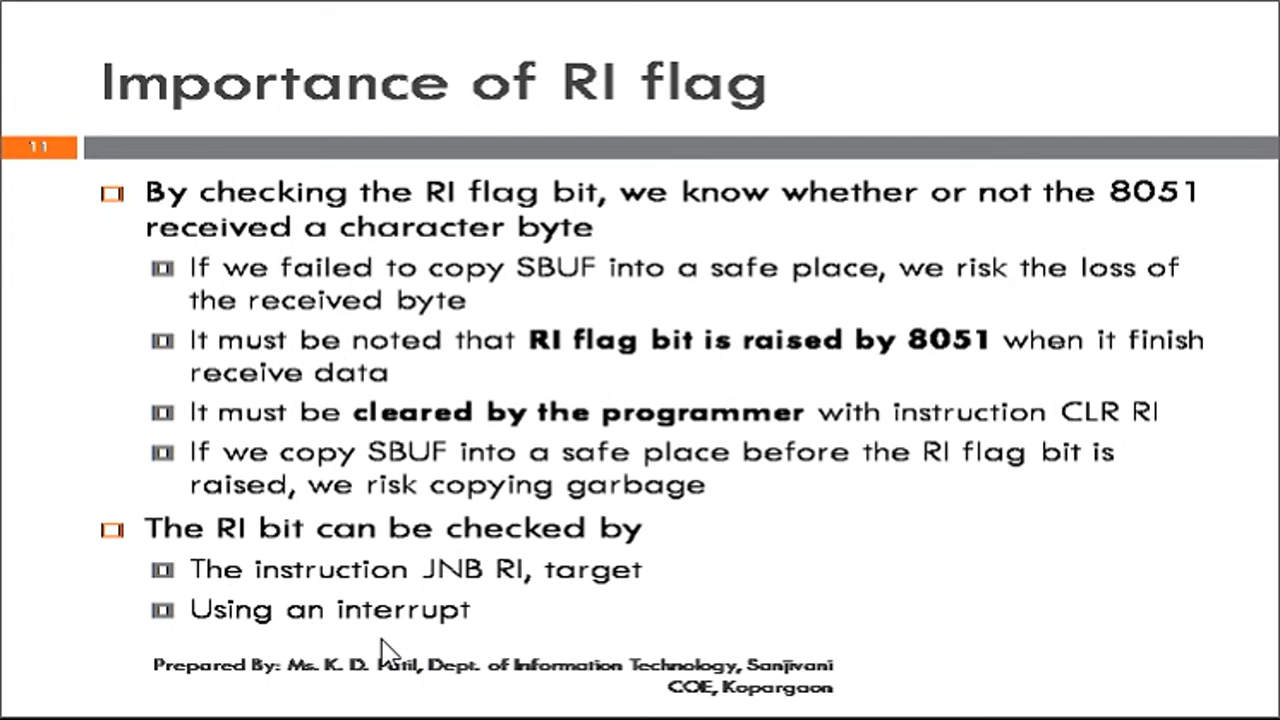 Importance of RI flag
11
By checking the RI flag bit, we know whether or not the 8051
received a character byte
If we failed to copy SBUF into a safe place, we risk the loss of
the received byte
It must be noted that RI flag bit is raised by 8051 when it finish
receive data
It must be cleared by the programmer with instruction CLR RI
If we copy SBUF into a safe place before the RI flag bit is
raised, we risk copying garbage
The RI bit can be checked by
The instruction JNB RI, target
Using an interrupt
Prepared By: Ms. K. D. Patil, Dept. of Information Technology, Sanjivani
COE, Kopargaon